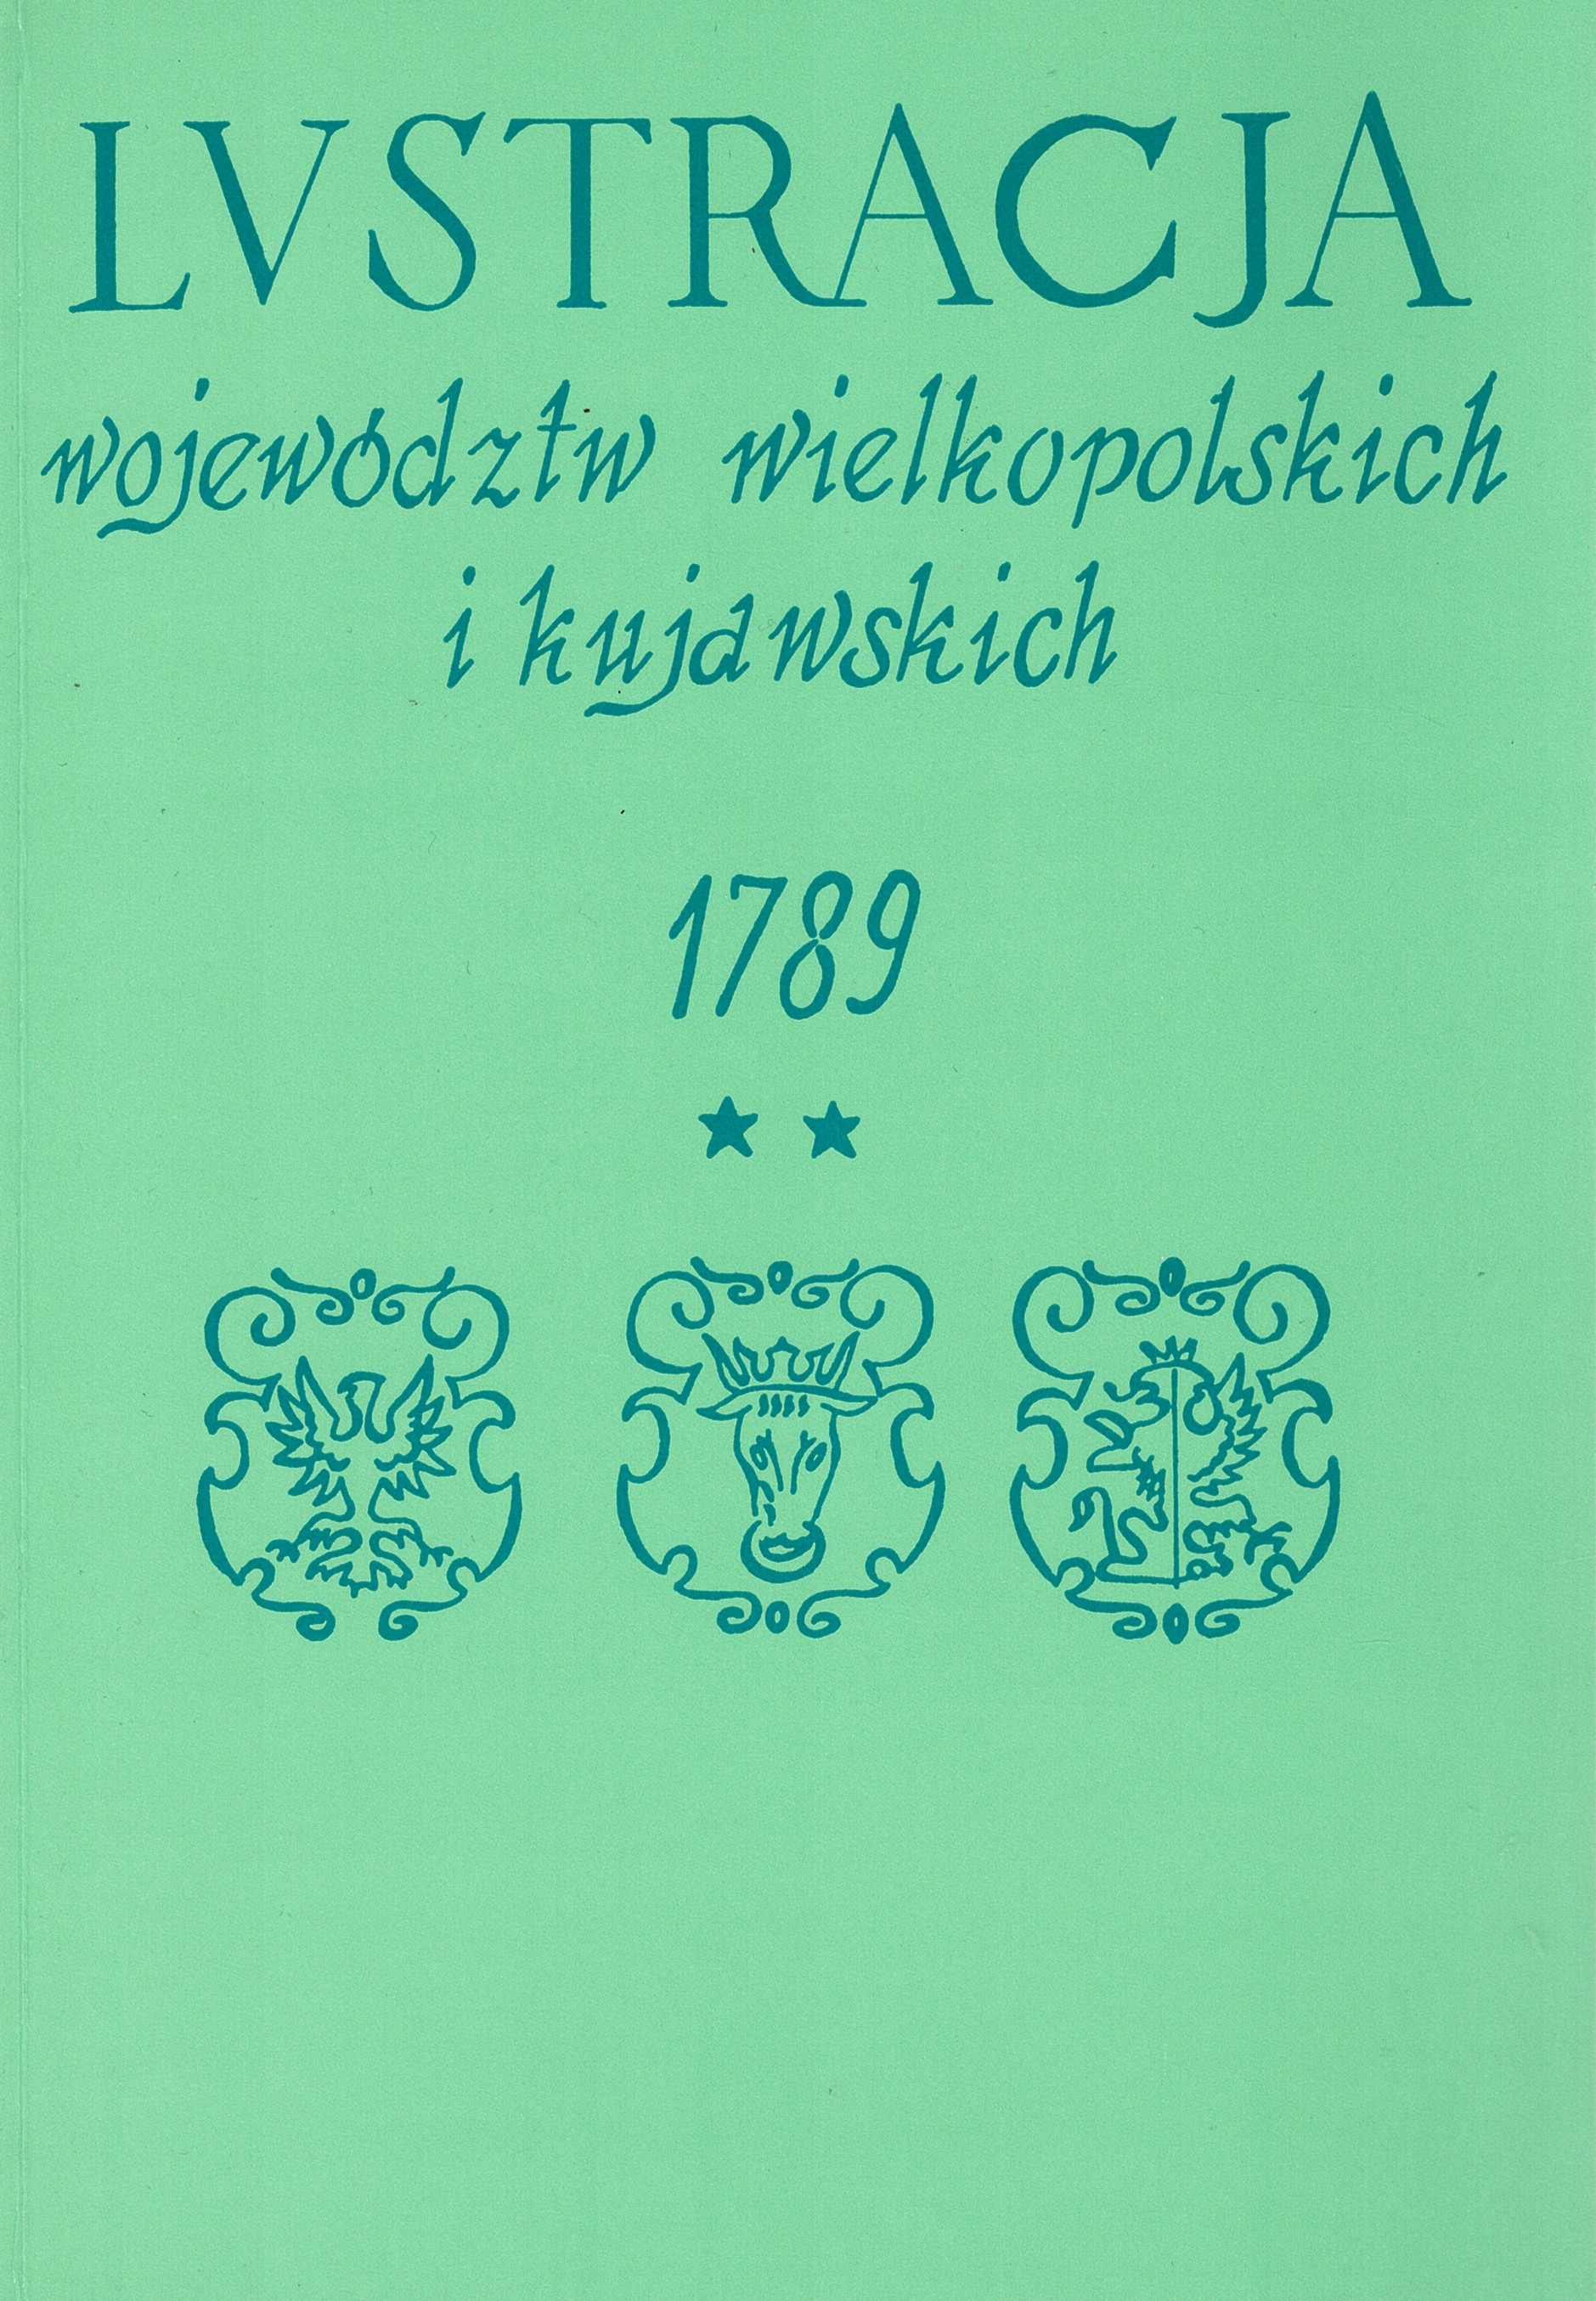 LVSTRACJA
województw wielkopolskich
i kujawskich
1789